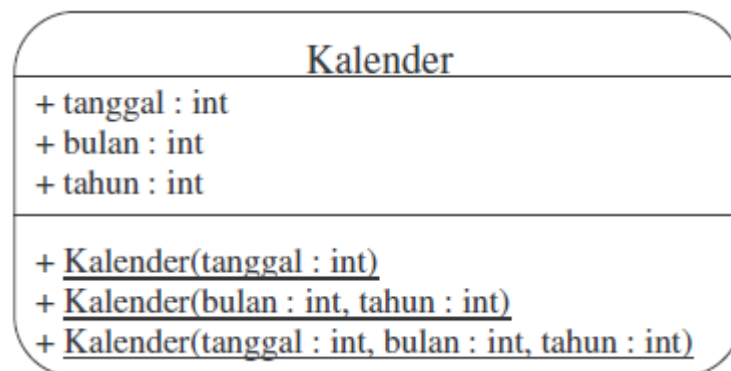 Kalender
+ tanggal : int
+ bulan : int
+ tahun : int
+ Kalender(tanggal : int)
+ Kalender(bulan : int, tahun : int)
+ Kalender(tanggal : int, bulan : int, tahun : int)